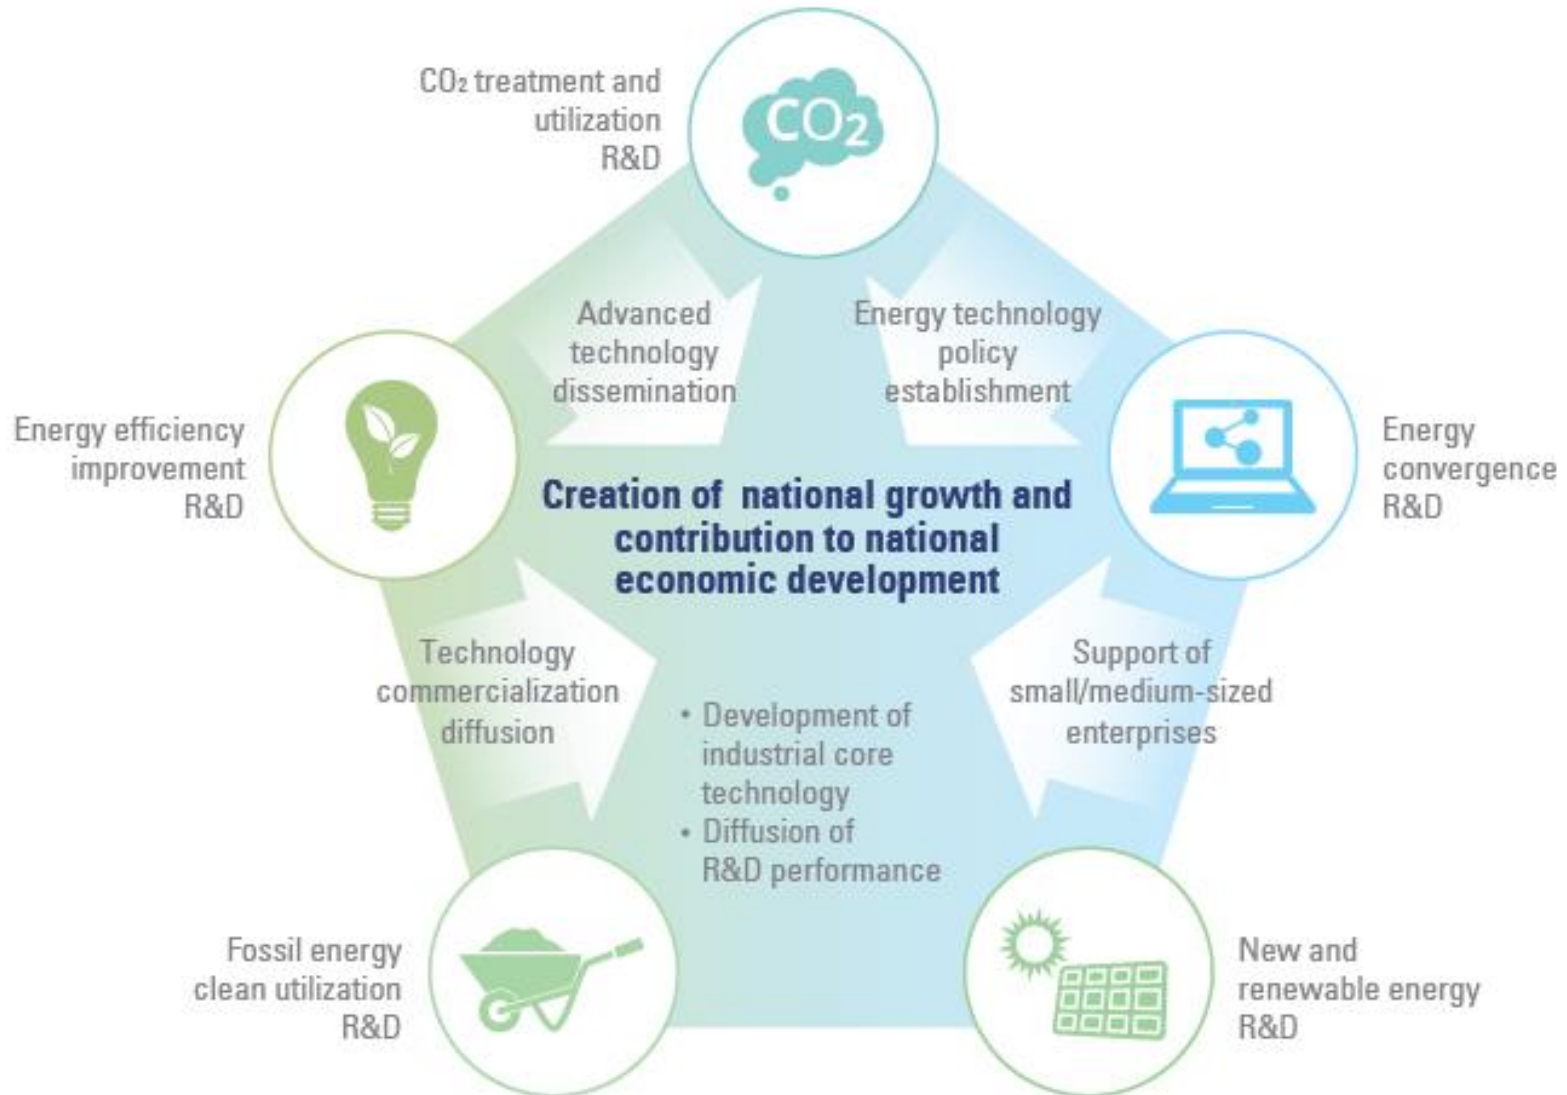 CO₂ treatment and
utilization
R&D
CO₂
Advanced
technology
dissemination
Energy technology
policy
establishment
Energy efficiency
improvement
R&D
Energy
convergence
R&D
Creation of national growth and
contribution to national
economic development
Technology
commercialization
diffusion
Support of
small/medium-sized
enterprises
• Development of
industrial core
technology
• Diffusion of
R&D performance
Fossil energy
clean utilization
R&D
New and
renewable energy
R&D